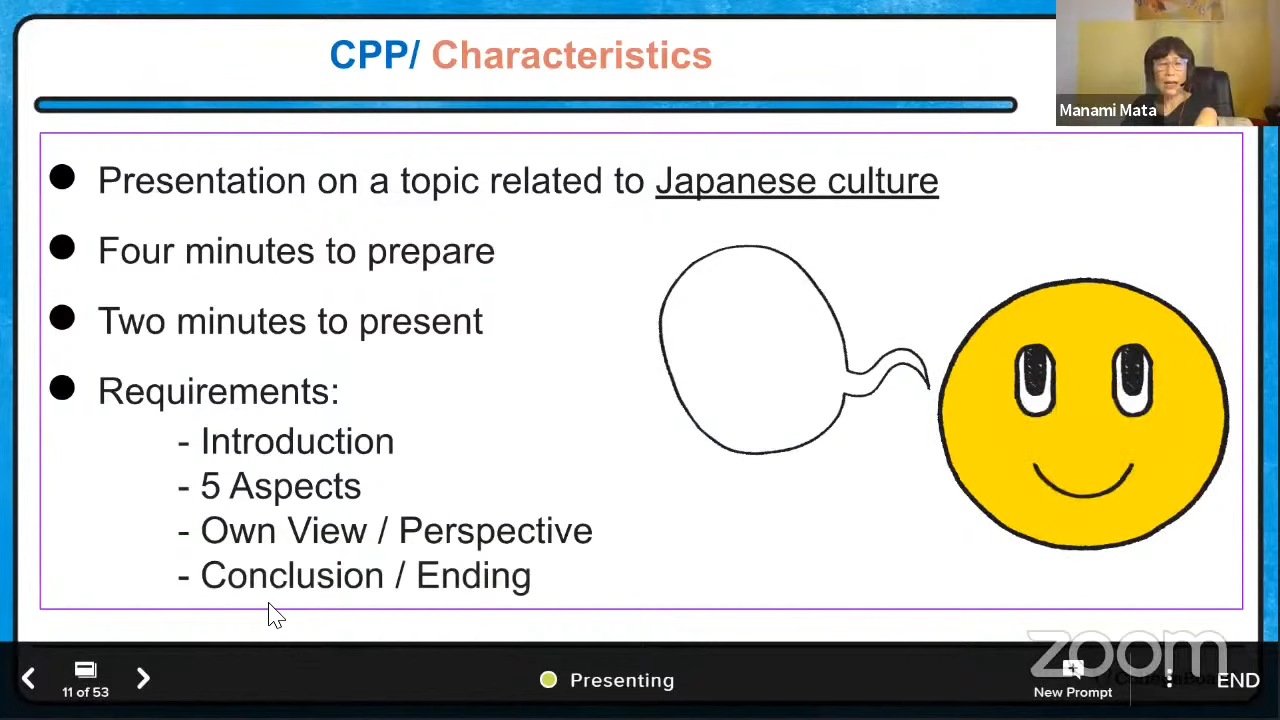 CPP/ Characteristics
Manami Mata
● Presentation on a topic related to Japanese culture
● Four minutes to prepare
● Two minutes to present
● Requirements:
- Introduction
- 5 Aspects
- Own View / Perspective
- Conclusion / Ending
zoom
11 of 53
Presenting
New Prompt
END